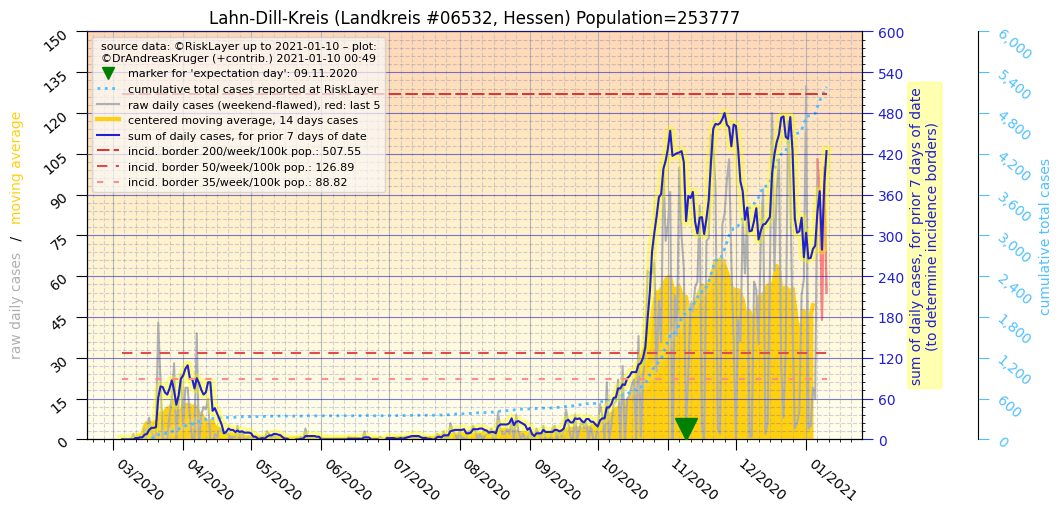 Lahn-Dill-Kreis (Landkreis #06532, Hessen) Population=253777
source data: ©RiskLayer up to 2021-01-10 – plot:
©DrAndreasKruger (+contrib.) 2021-01-10 00:49
marker for 'expectation day': 09.11.2020
cumulative total cases reported at RiskLayer
raw daily cases (weekend-flawed), red: last 5
centered moving average, 14 days cases
sum of daily cases, for prior 7 days of date
incid. border 200/week/100k pop.: 507.55
incid. border 50/week/100k pop.: 126.89
incid. border 35/week/100k pop.: 88.82
raw daily cases / moving average
150
135
120
105
90
75
60
45
30
15
0
03/2020
04/2020
05/2020
06/2020
07/2020
08/2020
09/2020
10/2020
11/2020
12/2020
01/2021
600
540
480
420
360
300
240
180
120
60
0
sum of daily cases, for prior 7 days of date
(to determine incidence borders)
6,000
5,400
4,800
4,200
3,600
3,000
2,400
1,800
1,200
600
0
cumulative total cases